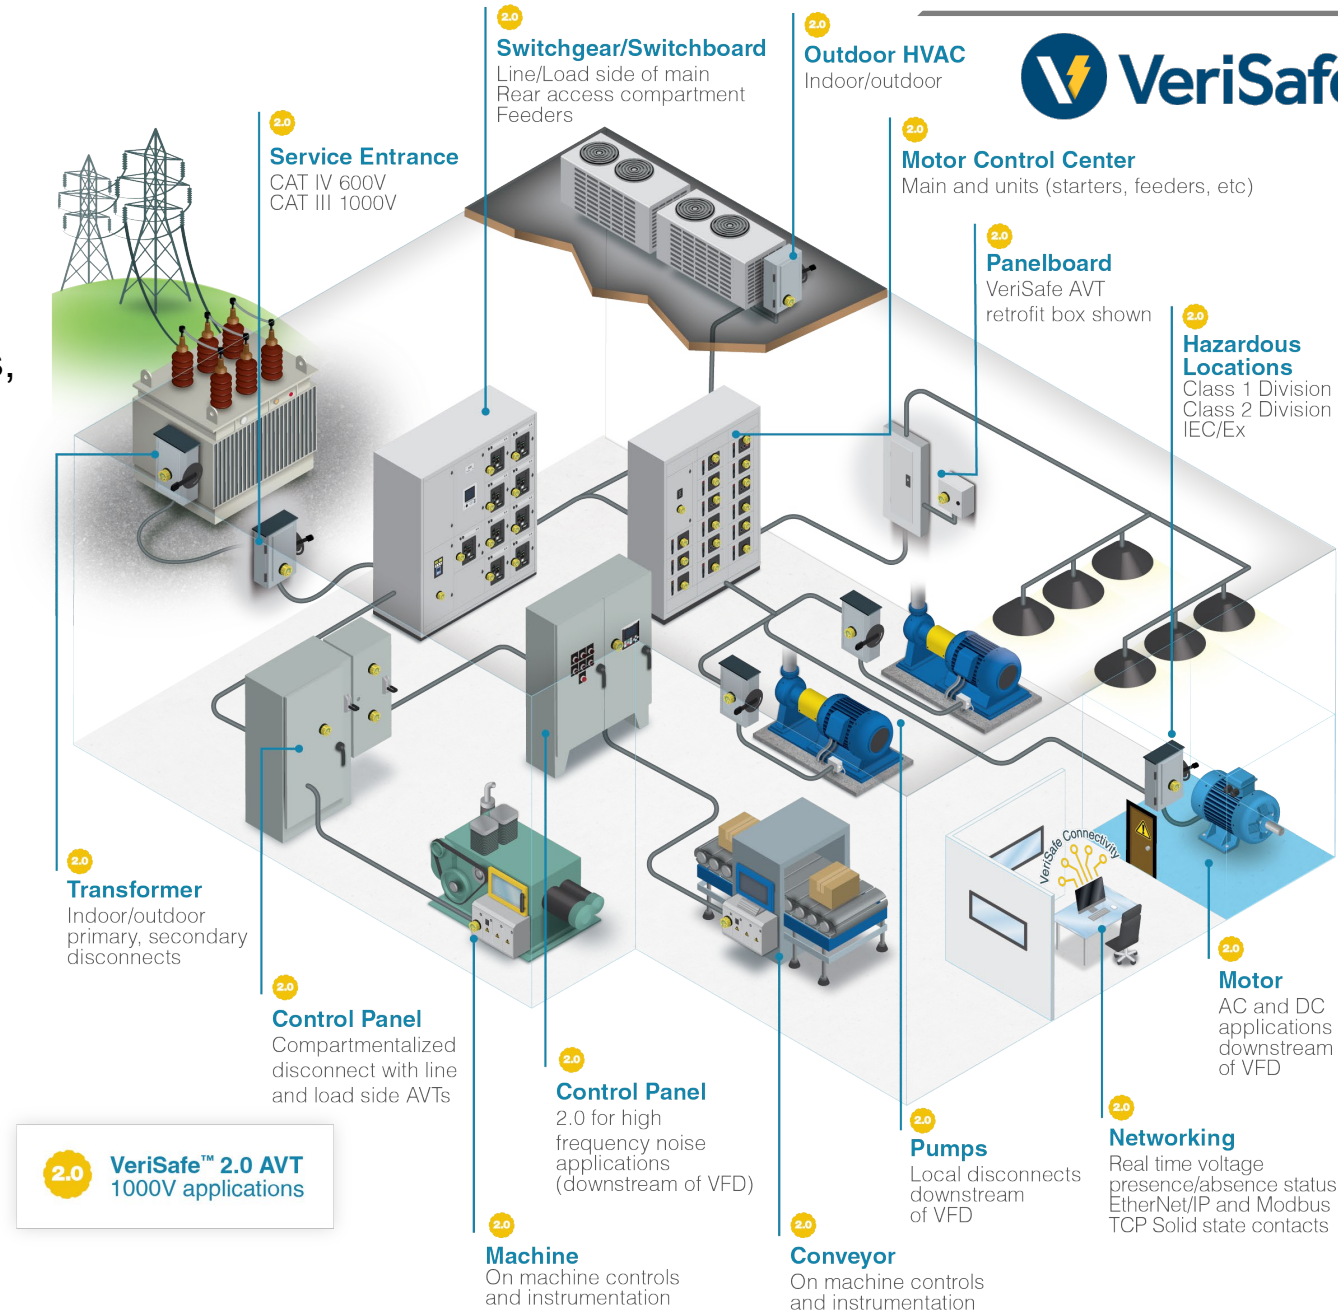 2.0
Switchgear/Switchboard
Line/Load side of main
Rear access compartment
Feeders
2.0
Outdoor HVAC
Indoor/outdoor
VeriSafe
2.0
Service Entrance
CAT IV 600V
CAT III 1000V
2.0
Motor Control Center
Main and units (starters, feeders, etc)
2.0
Panelboard
VeriSafe AVT
retrofit box shown
2.0
Hazardous
Locations
Class 1 Division
Class 2 Division
IEC/Ex
s,
VeriSafe Connectivity
2.0
Transformer
Indoor/outdoor
primary, secondary
disconnects
2.0
Control Panel
Compartmentalized
disconnect with line
and load side AVTs
2.0
Control Panel
2.0 for high
frequency noise
applications
(downstream of VFD)
2.0
Motor
AC and DC
applications
downstream
of VFD
2.0
Pumps
Local disconnects
downstream
of VFD
2.0
Networking
Real time voltage
presence/absence status
EtherNet/IP and Modbus
TCP Solid state contacts
2.0
VeriSafe™ 2.0 AVT
1000V applications
2.0
Machine
On machine controls
and instrumentation
2.0
Conveyor
On machine controls
and instrumentation